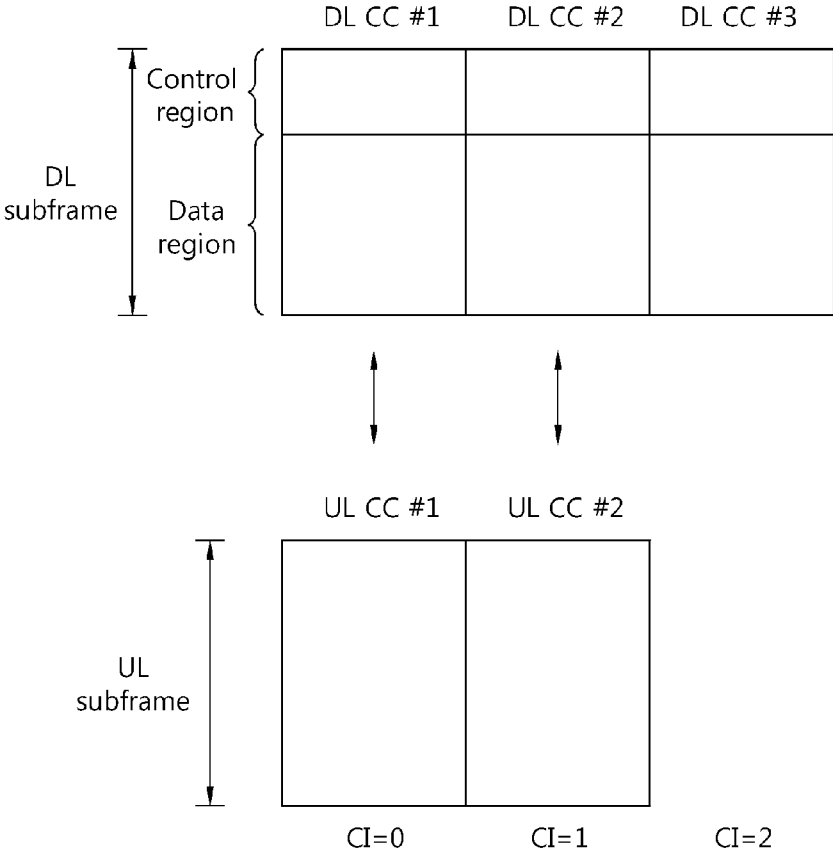 DL CC #1 DL CC #2 DL CC #3
Control
region
DL
subframe
Data
region
UL CC #1 UL CC #2
UL
subframe
CI=0 CI=1 CI=2